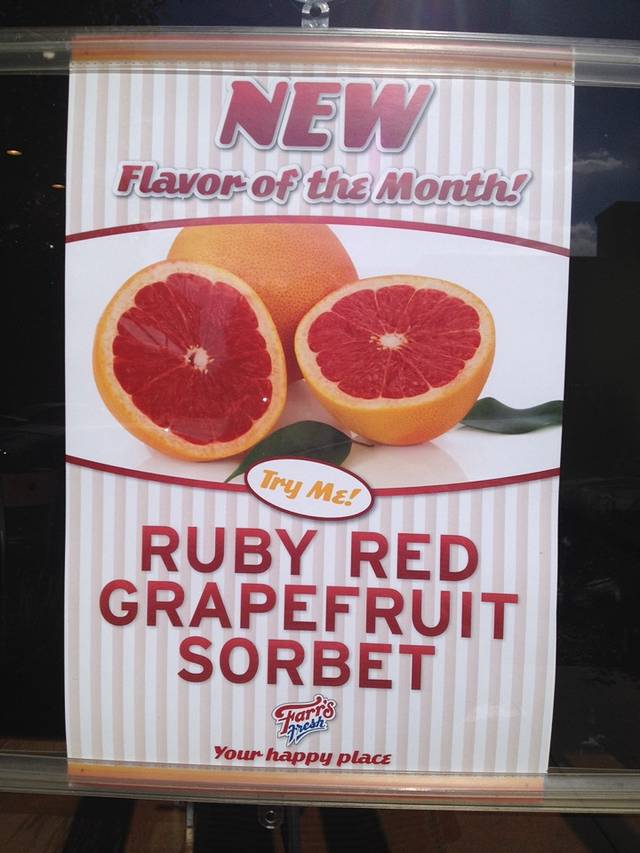 NEW
Flavor of the Month!
Try Me!
RUBY RED
GRAPEFRUIT
SORBET
Farr's
Fresh
Your happy place